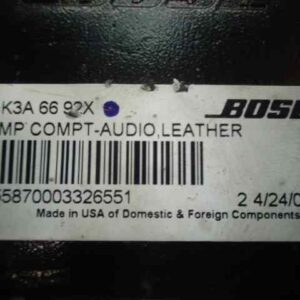 K3A 66 92X
BOSE
MP COMPT-AUDIO,LEATHER
5870003326551
2 4/24/0
Made in USA of Domestic & Foreign Components